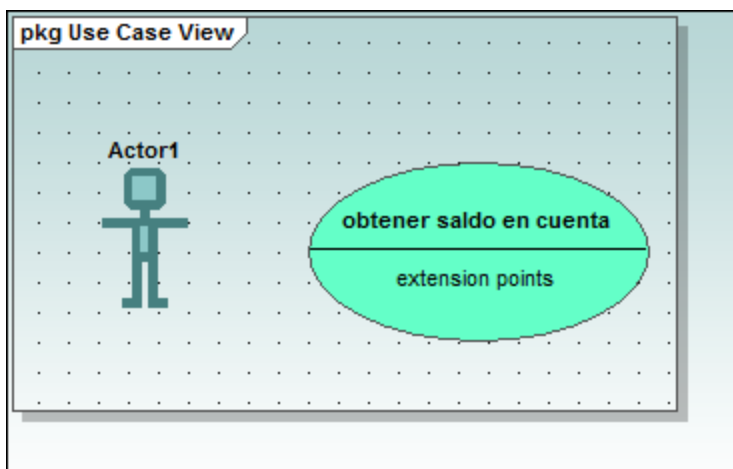 pkg Use Case View
Actor1
obtener saldo en cuenta
extension points